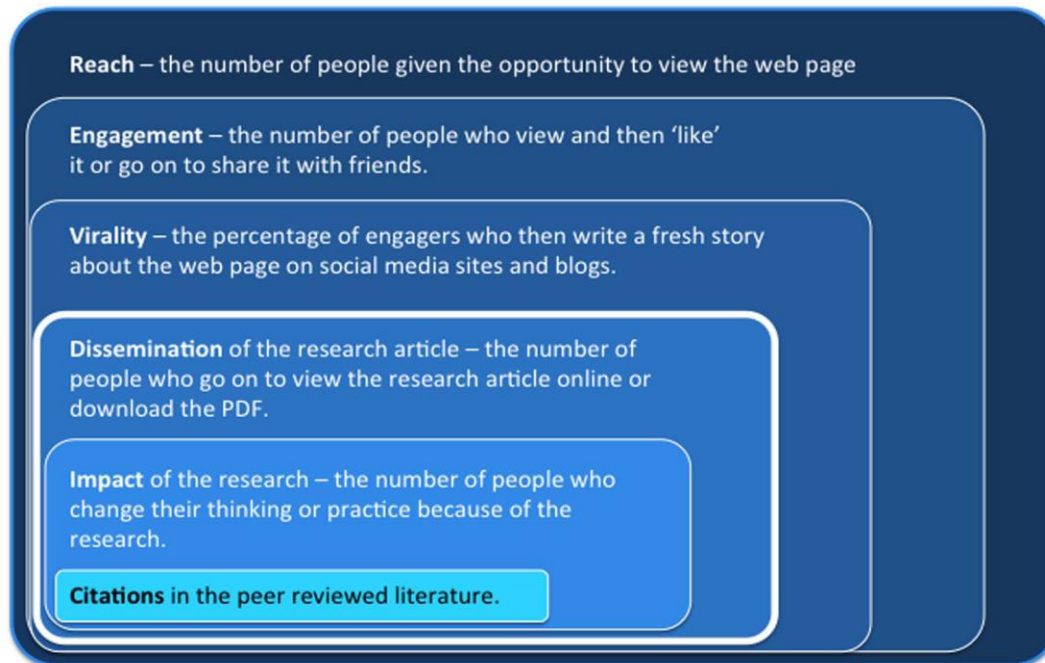 Reach – the number of people given the opportunity to view the web page
Engagement – the number of people who view and then ‘like’
it or go on to share it with friends.
Virality – the percentage of engagers who then write a fresh story
about the web page on social media sites and blogs.
Dissemination of the research article – the number of
people who go on to view the research article online or
download the PDF.
Impact of the research – the number of people who
change their thinking or practice because of the
research.
Citations in the peer reviewed literature.